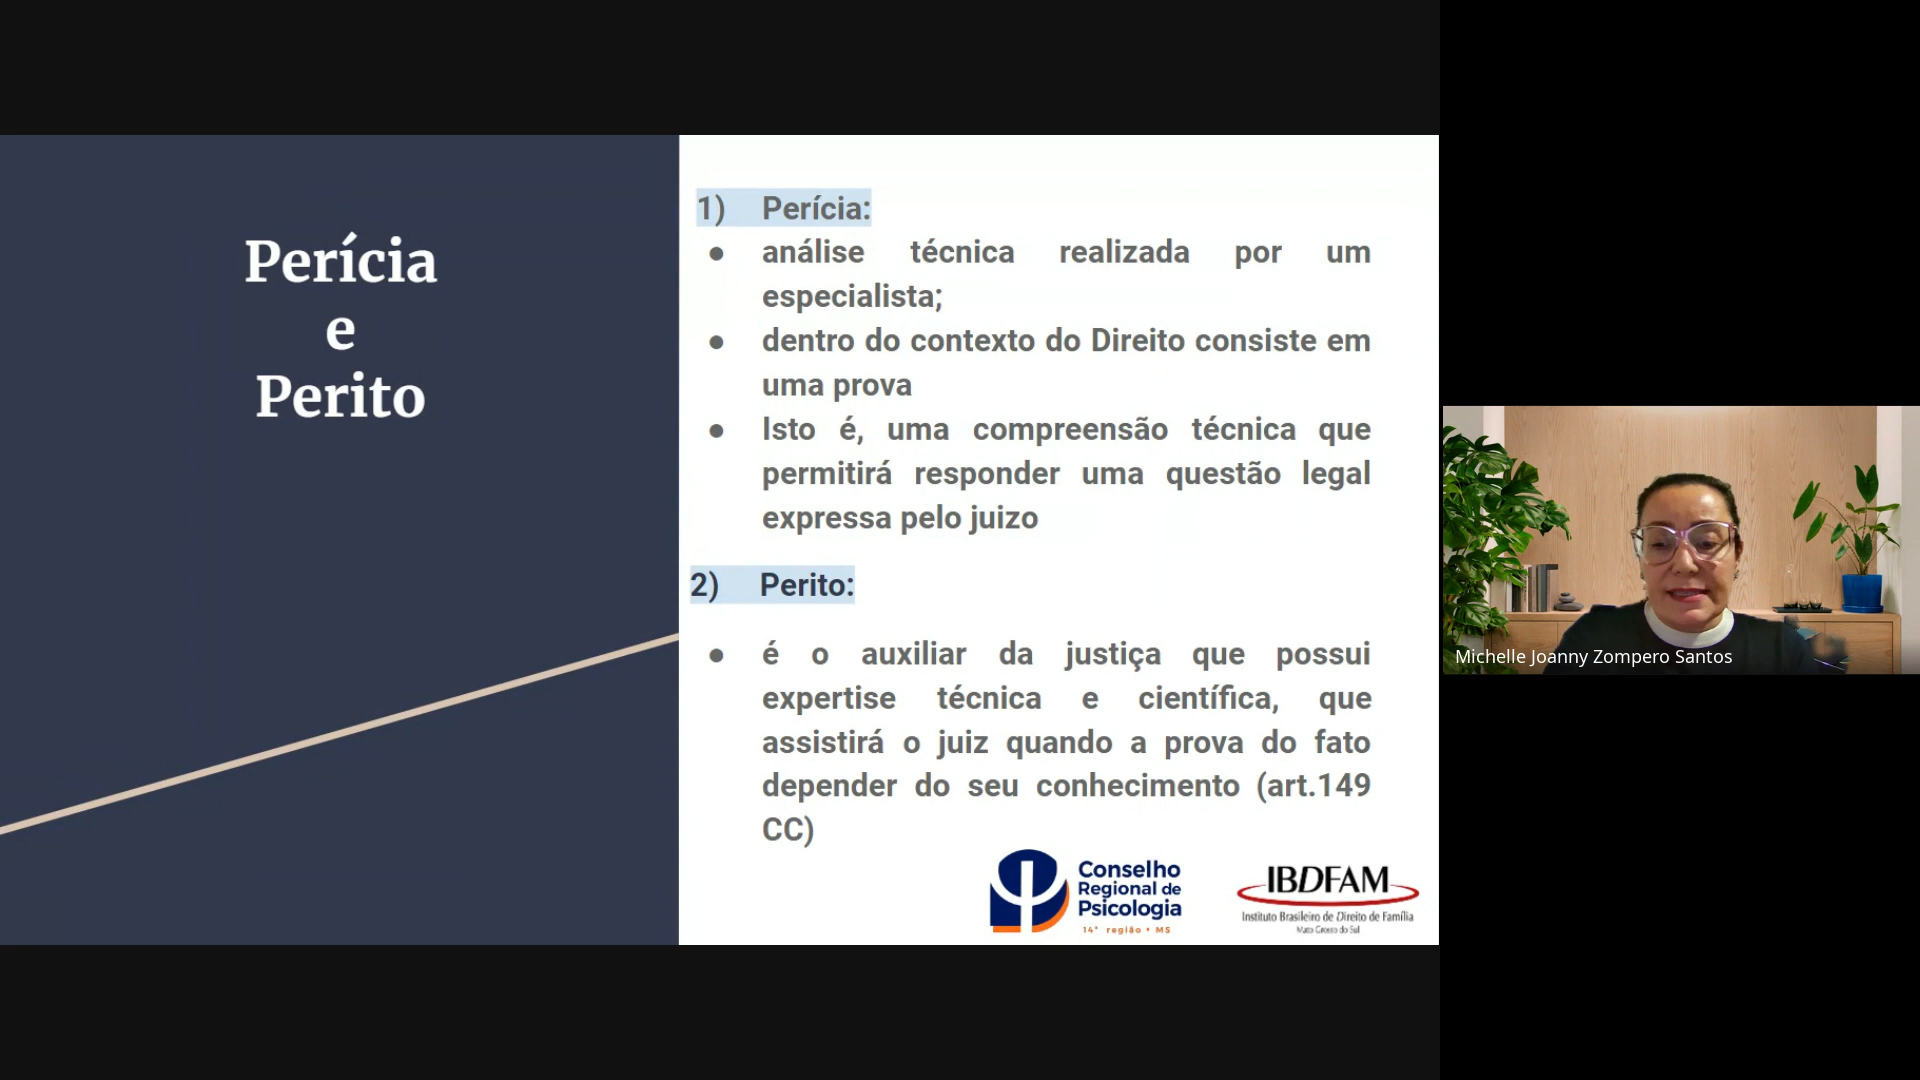 Perícia
e
Perito
1) Perícia:
● análise técnica realizada por um
especialista;
● dentro do contexto do Direito consiste em
uma prova
● Isto é, uma compreensão técnica que
permitirá responder uma questão legal
expressa pelo juizo
2) Perito:
● é o auxiliar da justiça que possui
expertise técnica e científica, que
assistirá o juiz quando a prova do fato
depender do seu conhecimento (art.149
CC)
Conselho
Regional de
Psicologia
14ª região • MS
IBDFAM
Instituto Brasileiro de Direito de Família
Mato Grosso do Sul
Michelle Joanny Zompero Santos